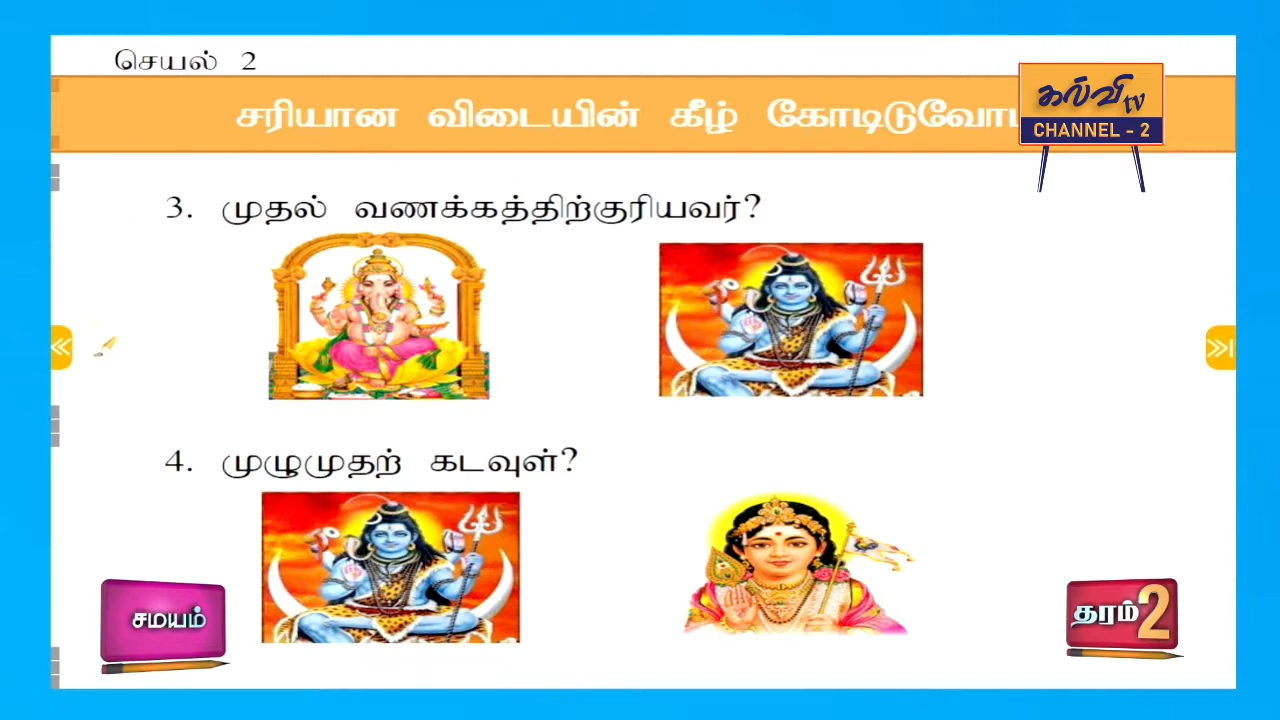 செயல் 2
சரியான விடையின் கீழ் கோடிடுவோ
கல்வி tv
CHANNEL - 2
3. முதல் வணக்கத்திற்குரியவர்?
4. முழுமுதற் கடவுள்?
சமயம்
தரம் 2